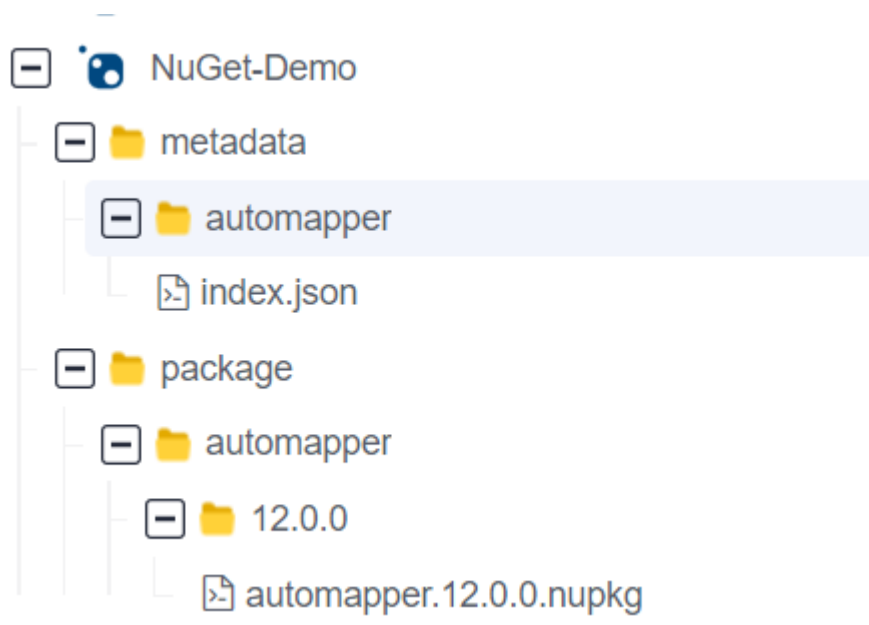 NuGet-Demo
metadata
automapper
index.json
package
automapper
12.0.0
automapper.12.0.0.nupkg